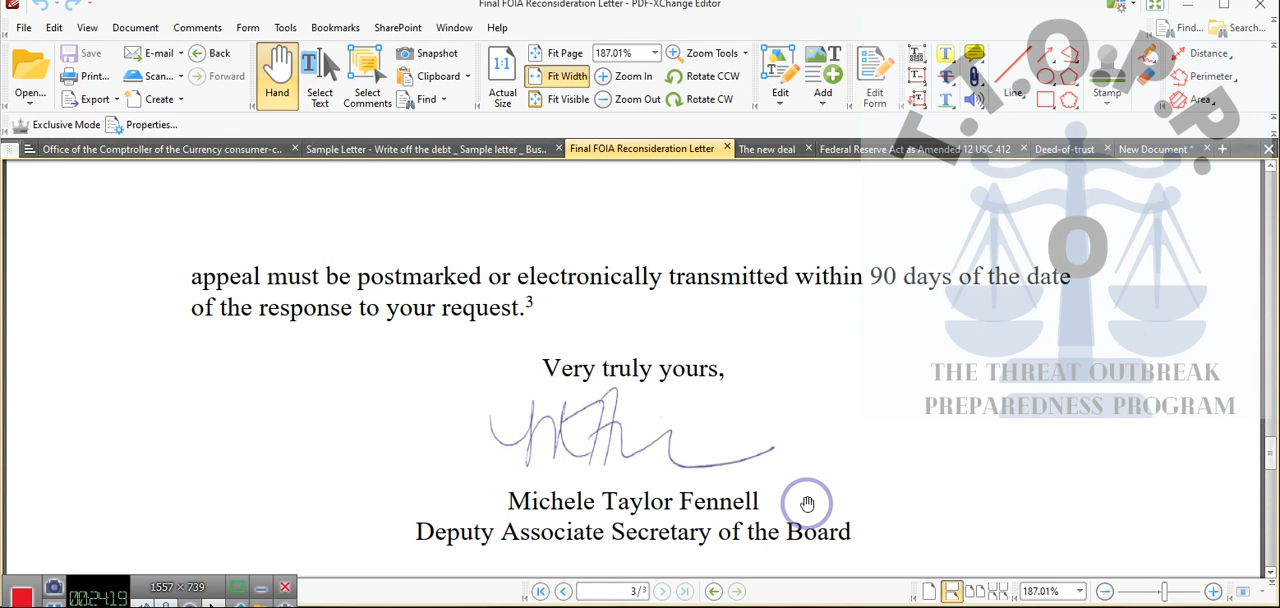 Final FOIA Reconsideration Letter - PDF-XChange Editor
File Edit View Document Comments Form Tools Bookmarks SharePoint Window Help
Find... Search...
Open... Save Print... Export E-mail Scan... Create Back Forward Hand Select Text Select Comments Snapshot Clipboard Find Actual Size Fit Page Fit Width Fit Visible 187.01% Zoom In Zoom Out Zoom Tools Rotate CCW Rotate CW Edit Add Edit Form Line Stamp Distance Perimeter Area
Exclusive Mode Properties...
Office of the Comptroller of the Currency consumer-c... Sample Letter - Write off the debt _ Sample letter _ Bus... Final FOIA Reconsideration Letter The new deal Federal Reserve Act as Amended 12 USC 412 Deed-of-trust New Document *
T.T.O.P.P.
O
appeal must be postmarked or electronically transmitted within 90 days of the date
of the response to your request.3
Very truly yours,
THE THREAT OUTBREAK
PREPAREDNESS PROGRAM
Michele Taylor Fennell
Deputy Associate Secretary of the Board
00:24:19 1557 × 739 3/3 187.01%